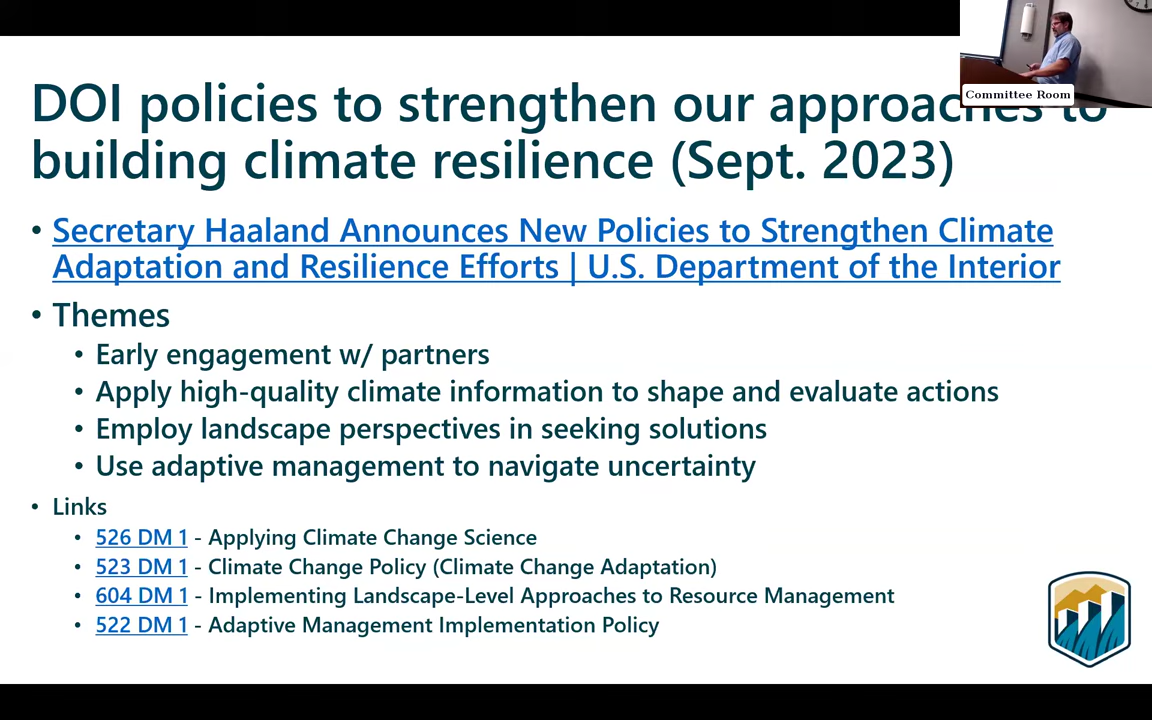 DOI policies to strengthen our approaches to
building climate resilience (Sept. 2023)
Committee Room
• Secretary Haaland Announces New Policies to Strengthen Climate
Adaptation and Resilience Efforts | U.S. Department of the Interior
• Themes
• Early engagement w/ partners
• Apply high-quality climate information to shape and evaluate actions
• Employ landscape perspectives in seeking solutions
• Use adaptive management to navigate uncertainty
• Links
• 526 DM 1 - Applying Climate Change Science
• 523 DM 1 - Climate Change Policy (Climate Change Adaptation)
• 604 DM 1 - Implementing Landscape-Level Approaches to Resource Management
• 522 DM 1 - Adaptive Management Implementation Policy